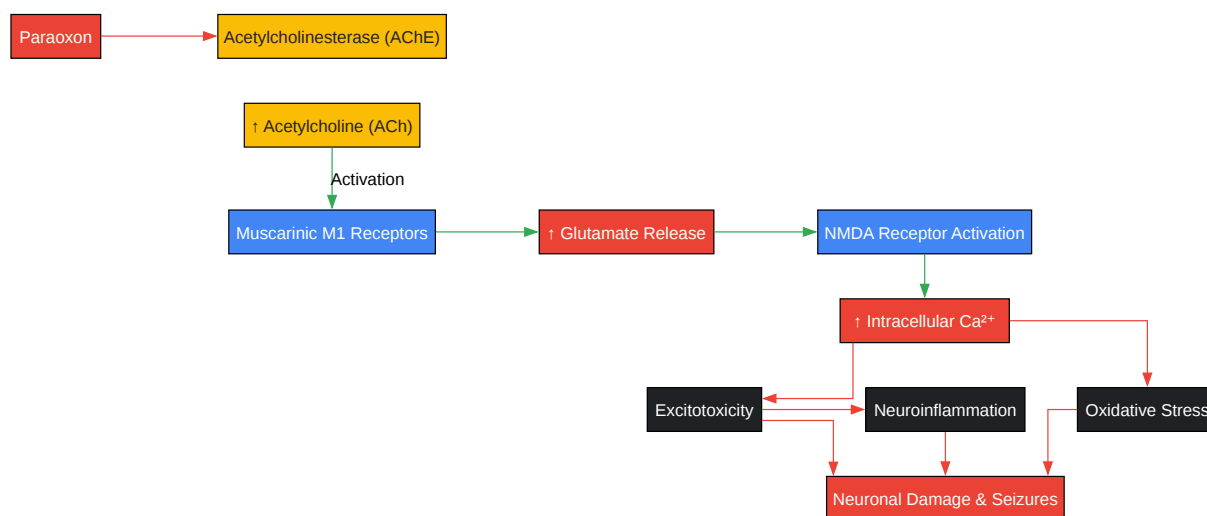 Paraoxon
Acetylcholinesterase (AChE)
↑ Acetylcholine (ACh)
Activation
Muscarinic M1 Receptors
↑ Glutamate Release
NMDA Receptor Activation
↑ Intracellular Ca²⁺
Excitotoxicity
Neuroinflammation
Oxidative Stress
Neuronal Damage & Seizures